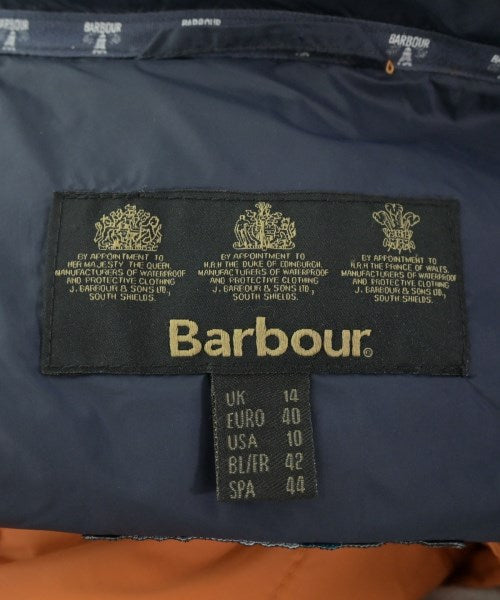 BARBOUR
BARBOUR
BY APPOINTMENT TO
HER MAJESTY THE QUEEN
MANUFACTURERS OF WATERPROOF
AND PROTECTIVE CLOTHING
J. BARBOUR & SONS LTD
SOUTH SHIELDS.
BY APPOINTMENT TO
H.R.H THE DUKE OF EDINBURGH.
MANUFACTURERS OF WATERPROOF
AND PROTECTIVE CLOTHING
J. BARBOUR & SONS LTD
SOUTH SHIELDS.
BY APPOINTMENT TO
H.R.H THE PRINCE OF WALES
MANUFACTURERS OF WATERPROOF
AND PROTECTIVE CLOTHING
J. BARBOUR & SONS LTD.
SOUTH SHIELDS.
Barbour®
UK 14
EURO 40
USA 10
BL/FR 42
SPA 44